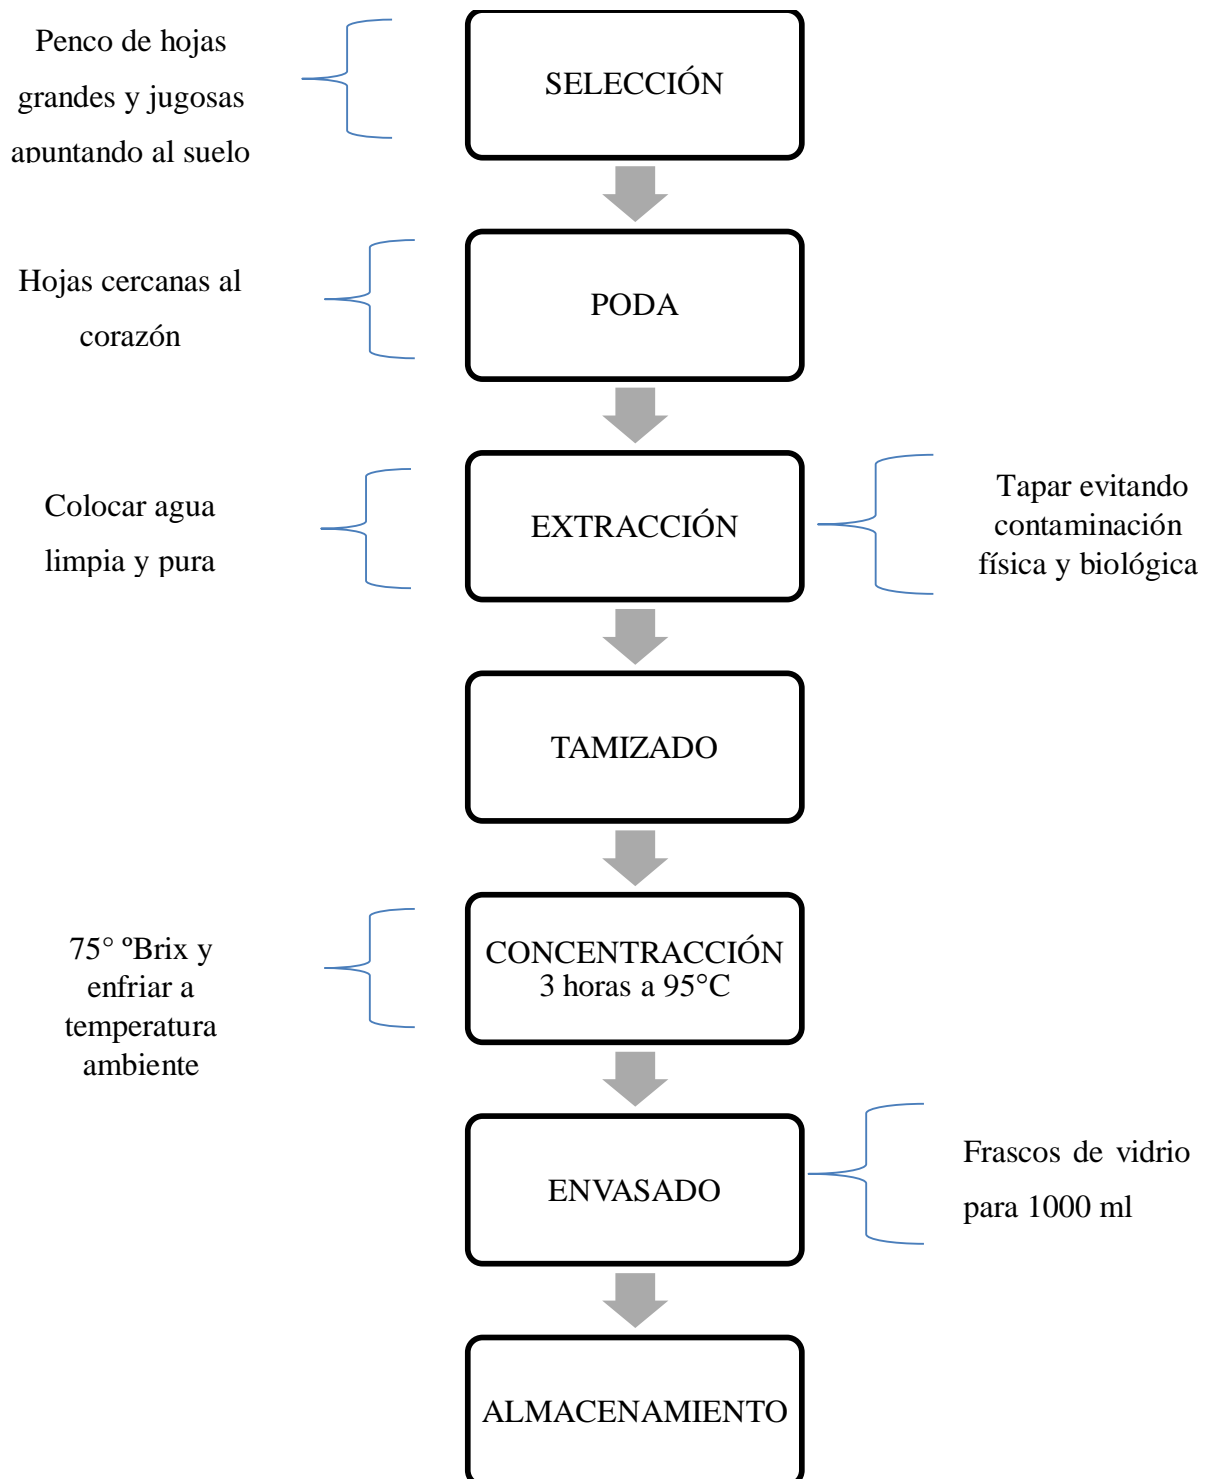 Penco de hojas
grandes y jugosas
apuntando al suelo
SELECCIÓN
Hojas cercanas al
corazón
PODA
Colocar agua
limpia y pura
EXTRACCIÓN
Tapar evitando
contaminación
física y biológica
TAMIZADO
75° ºBrix y
enfriar a
temperatura
ambiente
CONCENTRACCIÓN
3 horas a 95°C
ENVASADO
Frascos de vidrio
para 1000 ml
ALMACENAMIENTO